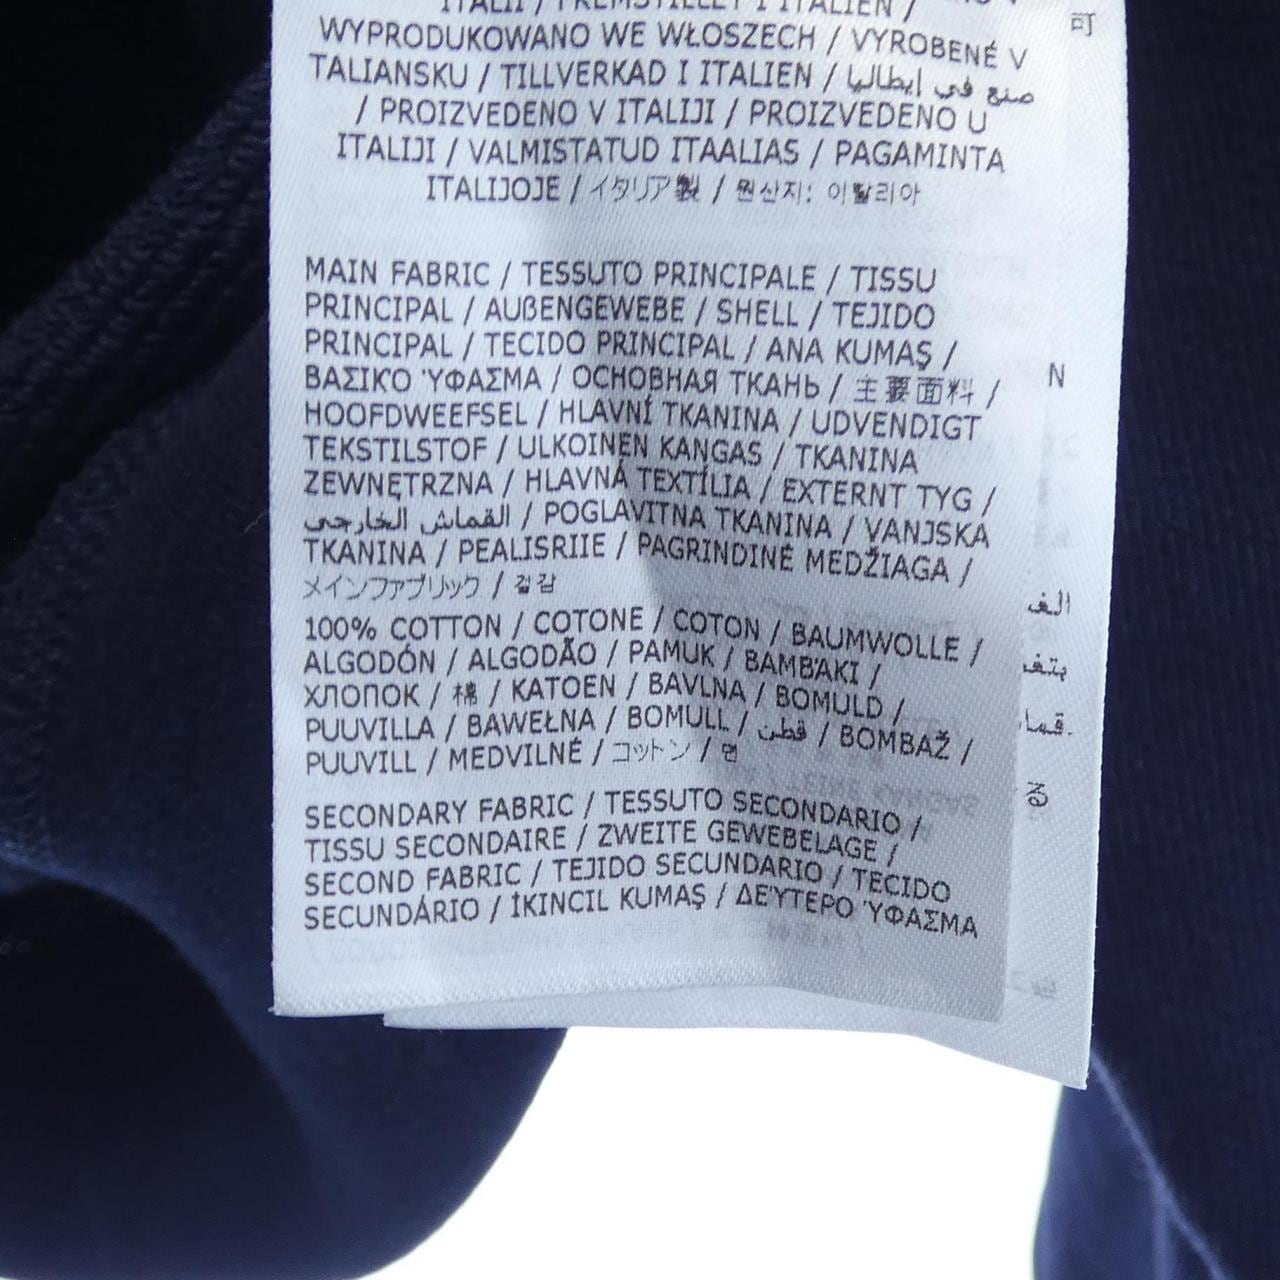 ITALII / FREMSTILLET I ITALIEN /
WYPRODUKOWANO WE WŁOSZECH / VYROBENÉ V
TALIANSKU / TILLVERKAD I ITALIEN / صنع في إيطاليا
/ PROIZVEDENO V ITALIJI / PROIZVEDENO U
ITALIJI / VALMISTATUD ITAALIAS / PAGAMINTA
ITALIJOJE / イタリア製 / 원산지: 이탈리아
MAIN FABRIC / TESSUTO PRINCIPALE / TISSU
PRINCIPAL / AUßENGEWEBE / SHELL / TEJIDO
PRINCIPAL / TECIDO PRINCIPAL / ANA KUMAŞ /
ΒΑΣΙΚΌ ΎΦΑΣΜΑ / ОСНОВНАЯ ТКАНЬ / 主要面料 /
HOOFDWEEFSEL / HLAVNÍ TKANINA / UDVENDIGT
TEKSTILSTOF / ULKOINEN KANGAS / TKANINA
ZEWNĘTRZNA / HLAVNÁ TEXTÍLIA / EXTERNT TYG /
القماش الخارجي / POGLAVITNA TKANINA / VANJSKA
TKANINA / PEALISRIIE / PAGRINDINĖ MEDŽIAGA /
メインファブリック / 겉감
100% COTTON / COTONE / COTON / BAUMWOLLE /
ALGODÓN / ALGODÃO / PAMUK / ΒΑΜΒΆΚΙ /
ХЛОПОК / 棉 / KATOEN / BAVLNA / BOMULD /
PUUVILLA / BAWEŁNA / BOMULL / قطن / BOMBAŽ /
PUUVILL / MEDVILNĖ / コットン / 면
SECONDARY FABRIC / TESSUTO SECONDARIO /
TISSU SECONDAIRE / ZWEITE GEWEBELAGE /
SECOND FABRIC / TEJIDO SECUNDARIO / TECIDO
SECUNDÁRIO / İKINCIL KUMAŞ / ΔΕΎΤΕΡΟ ΎΦΑΣΜΑ
可
N